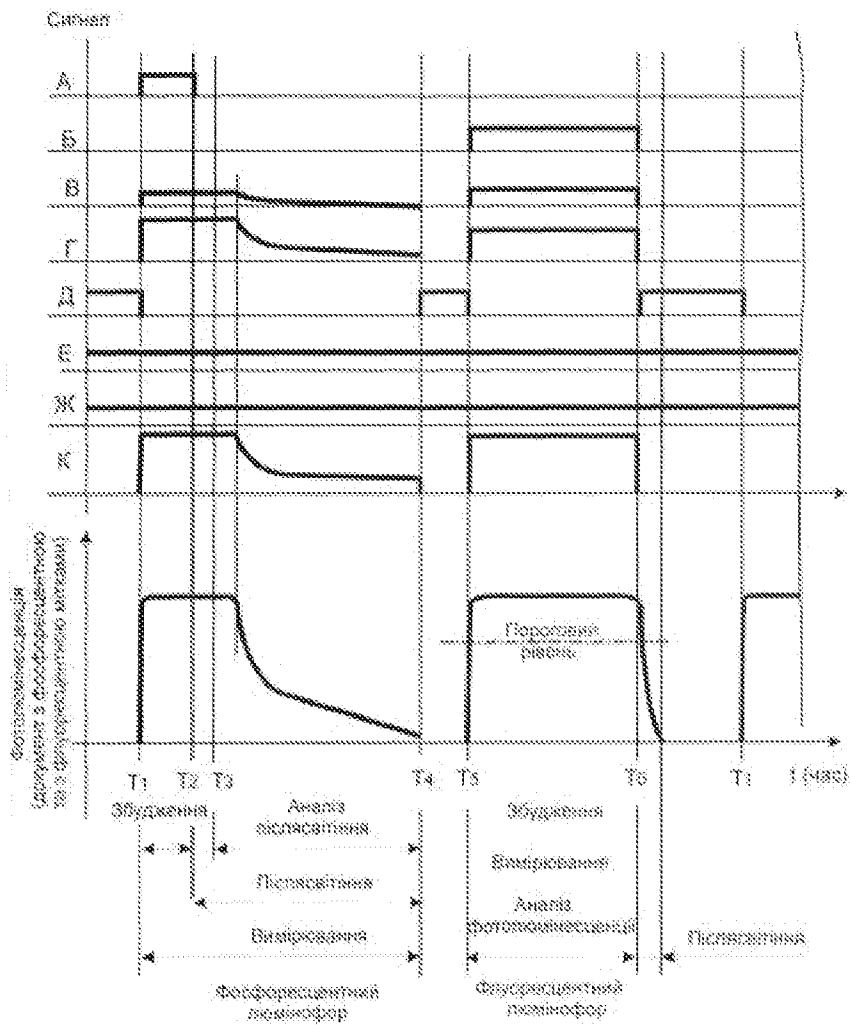 Сигнал
А
Б
В
Г
Д
Е
Ж
К
Фотолюмінесценція
(документ з фосфоресцентною
та з флуоресцентною мітками)
Пороговий
рівень
T1 T2 T3 T4 T5 T6 T1 t (час)
Збудження
Аналіз
післясвітіння
Збудження
Вимірювання
Післясвітіння
Аналіз
фотолюмінесценції
Вимірювання
Післясвітіння
Фосфоресцентний
люмінофор
Флуоресцентний
люмінофор